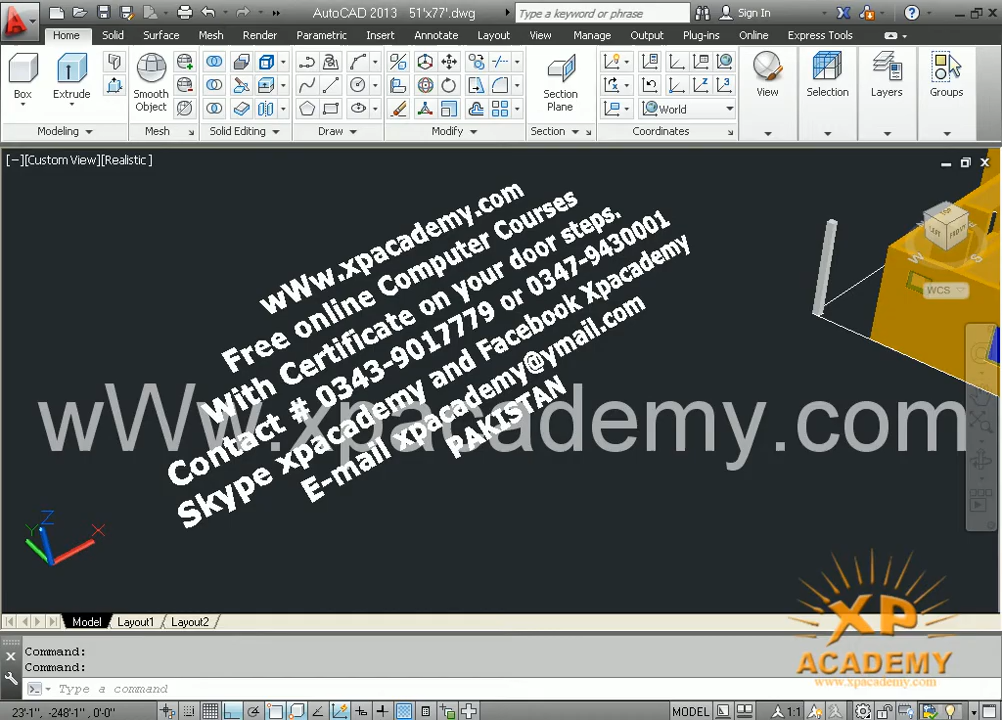 AutoCAD 2013 51'x77'.dwg
Type a keyword or phrase
Sign In
Home Solid Surface Mesh Render Parametric Insert Annotate Layout View Manage Output Plug-ins Online Express Tools
Box
Extrude
Smooth Object
Section Plane
World
View
Selection
Layers
Groups
Modeling
Mesh
Solid Editing
Draw
Modify
Section
Coordinates
[−][Custom View][Realistic]
wWw.xpacademy.com
Free online Computer Courses
With Certificate on your door steps.
Contact # 0343-9017779 or 0347-9430001
Skype xpacademy and Facebook Xpacademy
E-mail xpacademy@ymail.com
PAKISTAN
wWw.xpacademy.com
TOP
LEFT
FRONT
W
S
WCS
X
Y
Z
Model Layout1 Layout2
XP
ACADEMY
www.xpacademy.com
Command:
Command:
Type a command
23'-1", -248'-1", 0'-0"
MODEL
1:1